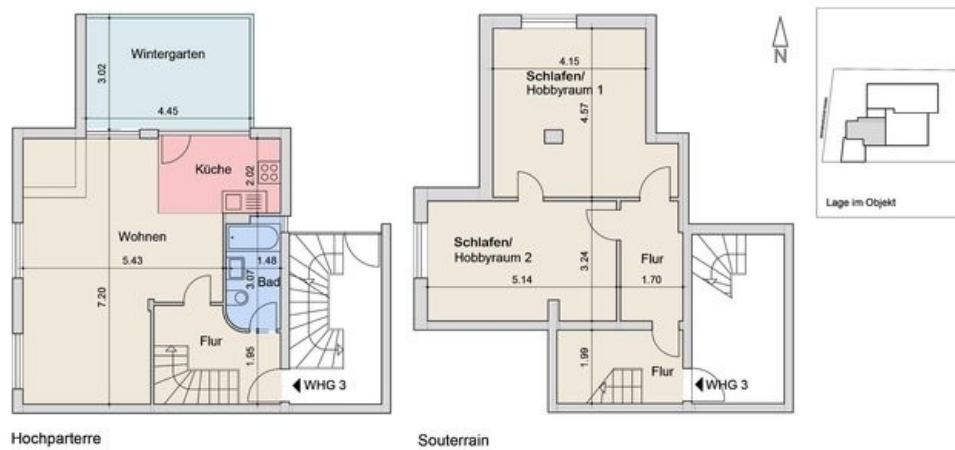 Wintergarten
3.02
4.45
Küche
2.02
Wohnen
5.43
7.20
1.48
3.07
Bad
Flur
1.95
WHG 3
Hochparterre
4.15
Schlafen/
Hobbyraum 1
4.57
Schlafen/
Hobbyraum 2
5.14
3.24
Flur
1.70
1.99
Flur
WHG 3
Souterrain
N
Lage im Objekt